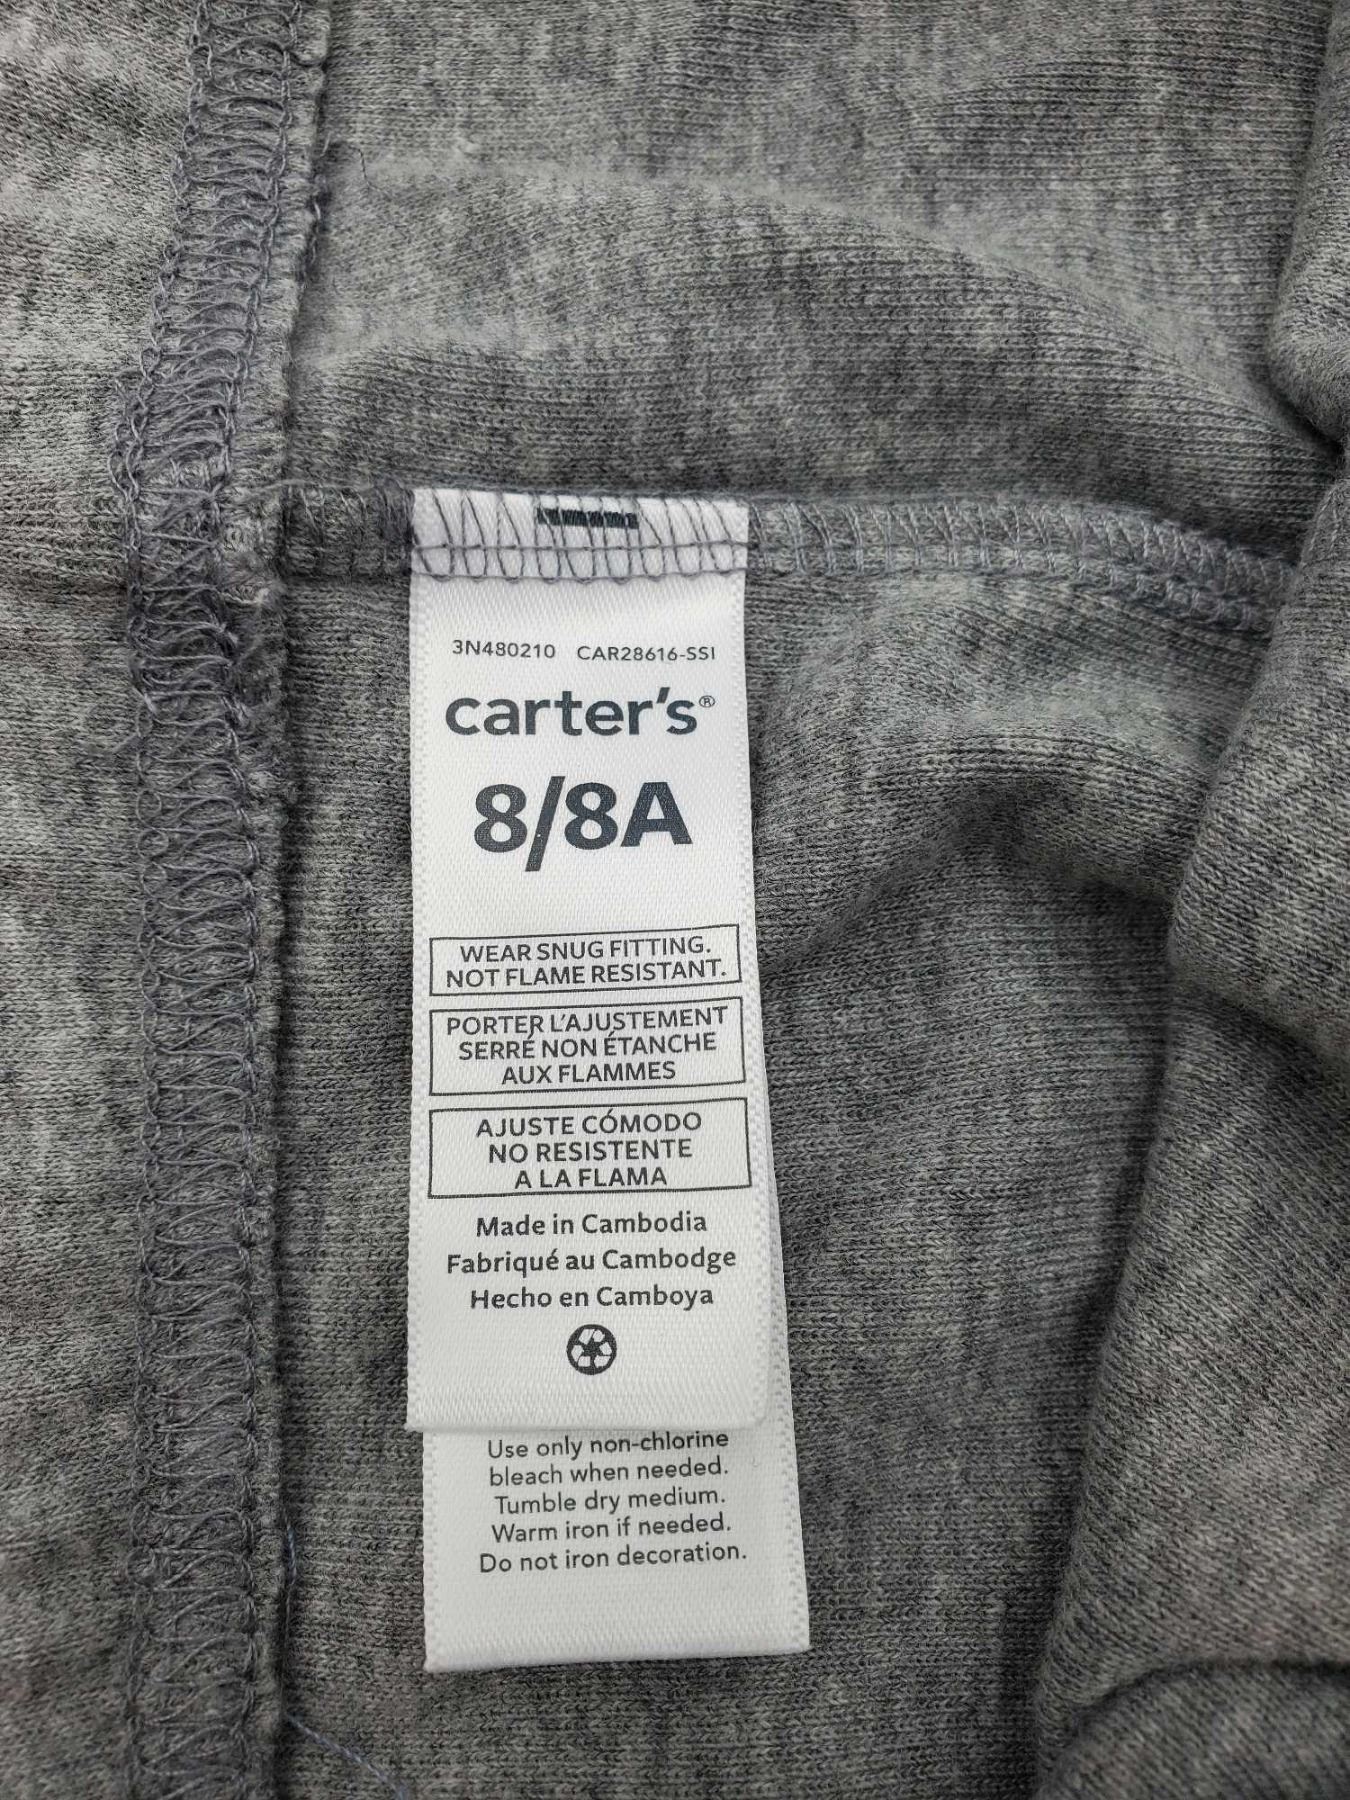 3N480210 CAR28616-SSI
carter's®
8/8A
WEAR SNUG FITTING.
NOT FLAME RESISTANT.
PORTER L'AJUSTEMENT
SERRÉ NON ÉTANCHE
AUX FLAMMES
AJUSTE CÓMODO
NO RESISTENTE
A LA FLAMA
Made in Cambodia
Fabriqué au Cambodge
Hecho en Camboya
Use only non-chlorine
bleach when needed.
Tumble dry medium.
Warm iron if needed.
Do not iron decoration.